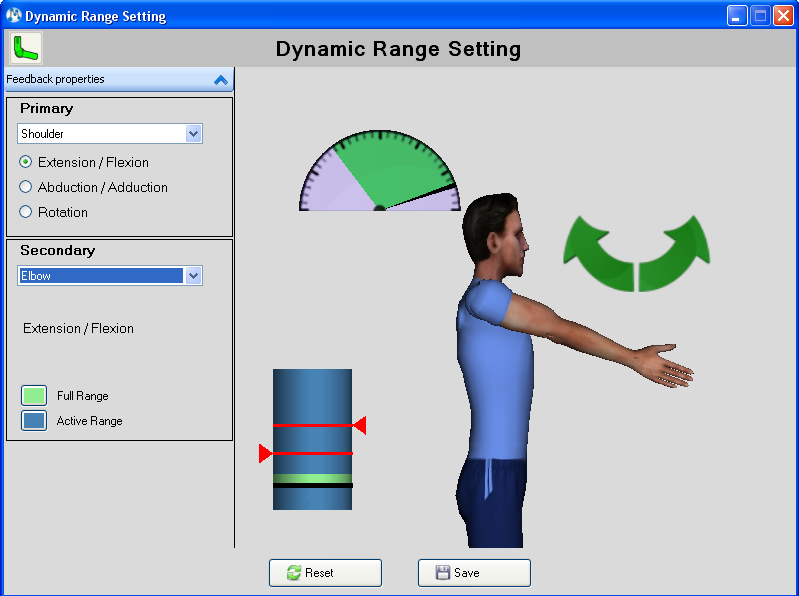 Dynamic Range Setting
Dynamic Range Setting
Feedback properties
Primary
Shoulder
Extension / Flexion
Abduction / Adduction
Rotation
Secondary
Elbow
Extension / Flexion
Full Range
Active Range
Reset
Save